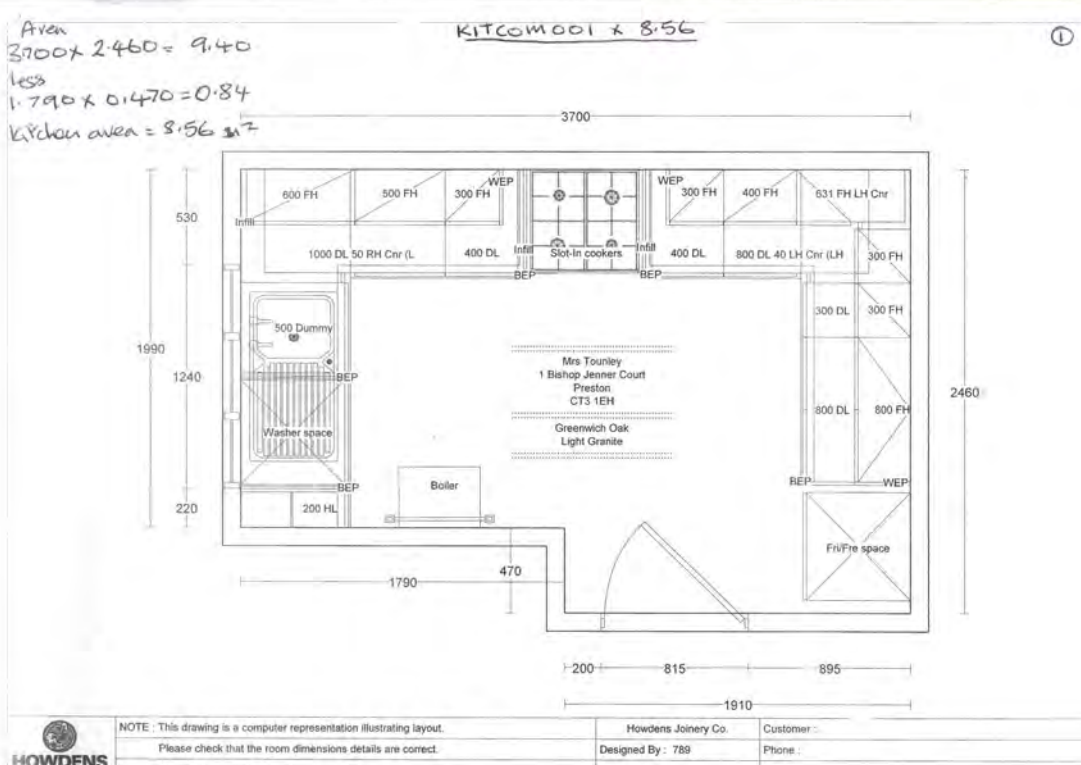 Area
3700 x 2.460 = 9.40
less
1.790 x 0.470 = 0.84
Kitchen area = 8.56 m²
KITCOM001 x 8.56
1
3700
600 FH
500 FH
300 FH
WEP
WEP
300 FH
400 FH
631 FH LH Cnr
530
Infill
1000 DL 50 RH Cnr (L
400 DL
Infill
Slot-In cookers
Infill
400 DL
800 DL 40 LH Cnr (LH
300 FH
BEP
BEP
500 Dummy
300 DL
300 FH
1990
1240
BEP
Mrs Tounley
1 Bishop Jenner Court
Preston
CT3 1EH
Greenwich Oak
Light Granite
2460
800 DL
800 FH
Washer space
BEP
Boiler
BEP
WEP
220
200 HL
Fri/Fre space
1790
470
200
815
895
1910
HOWDENS
NOTE : This drawing is a computer representation illustrating layout.
Please check that the room dimensions details are correct.
Howdens Joinery Co.
Designed By : 789
Customer :
Phone :